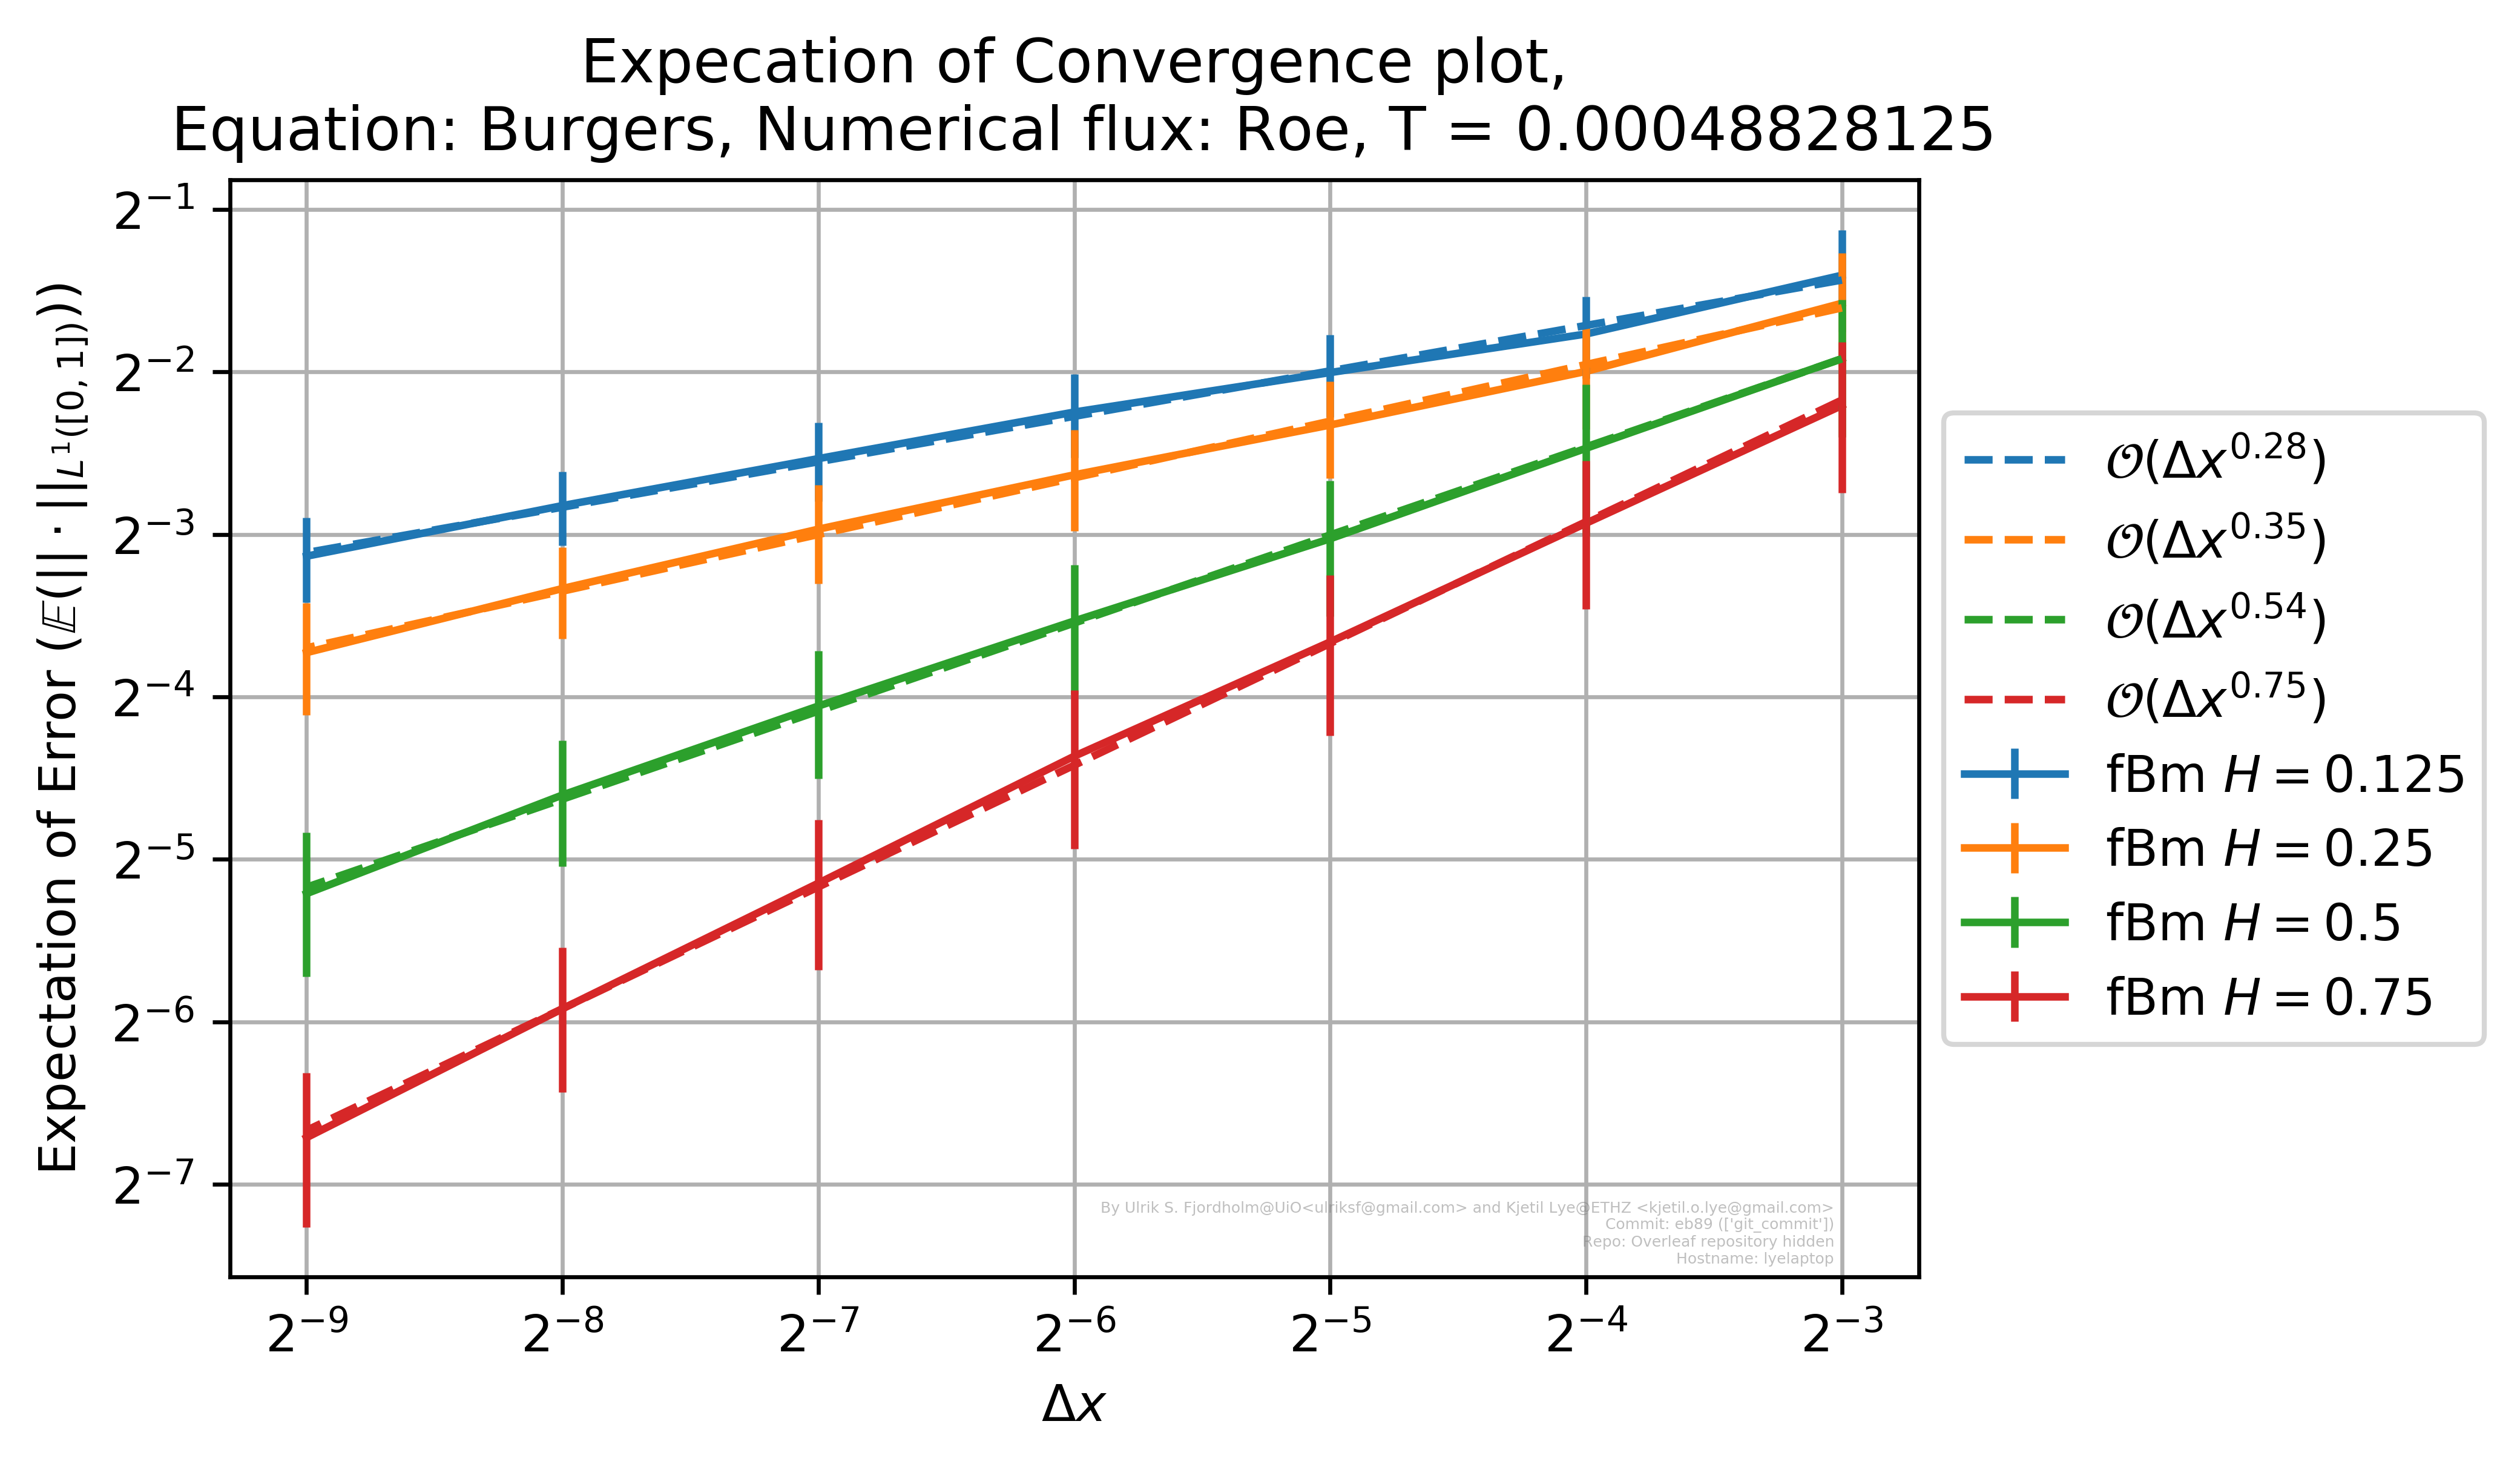 Expecation of Convergence plot,
Equation: Burgers, Numerical flux: Roe, T = 0.00048828125
Expectation of Error (𝔼(||·||_{L^1([0,1])}))
2^{-1}
2^{-2}
2^{-3}
2^{-4}
2^{-5}
2^{-6}
2^{-7}
2^{-9} 2^{-8} 2^{-7} 2^{-6} 2^{-5} 2^{-4} 2^{-3}
Δx
𝒪(Δx^{0.28})
𝒪(Δx^{0.35})
𝒪(Δx^{0.54})
𝒪(Δx^{0.75})
fBm H = 0.125
fBm H = 0.25
fBm H = 0.5
fBm H = 0.75
By Ulrik S. Fjordholm@UiO<ulriksf@gmail.com> and Kjetil Lye@ETHZ <kjetil.o.lye@gmail.com>
Commit: eb89 (['git_commit'])
Repo: Overleaf repository hidden
Hostname: lyelaptop